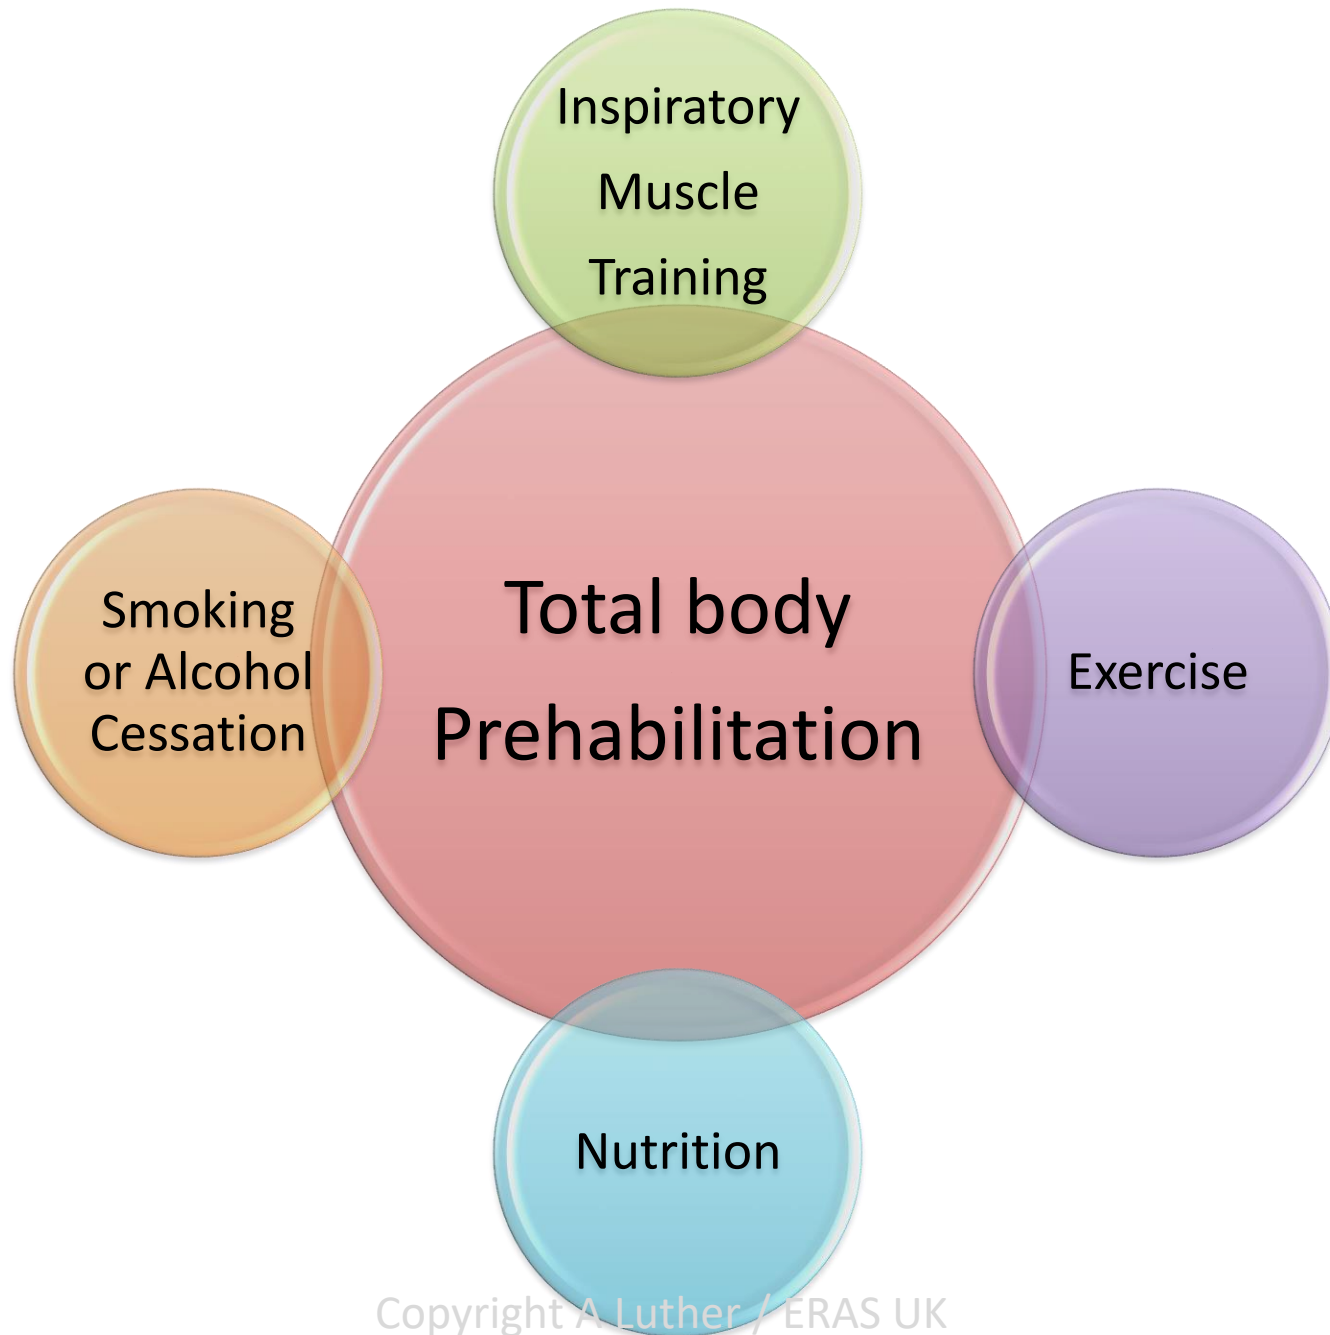 Inspiratory
Muscle
Training
Smoking
or Alcohol
Cessation
Total body
Prehabilitation
Exercise
Nutrition
Copyright A Luther / ERAS UK